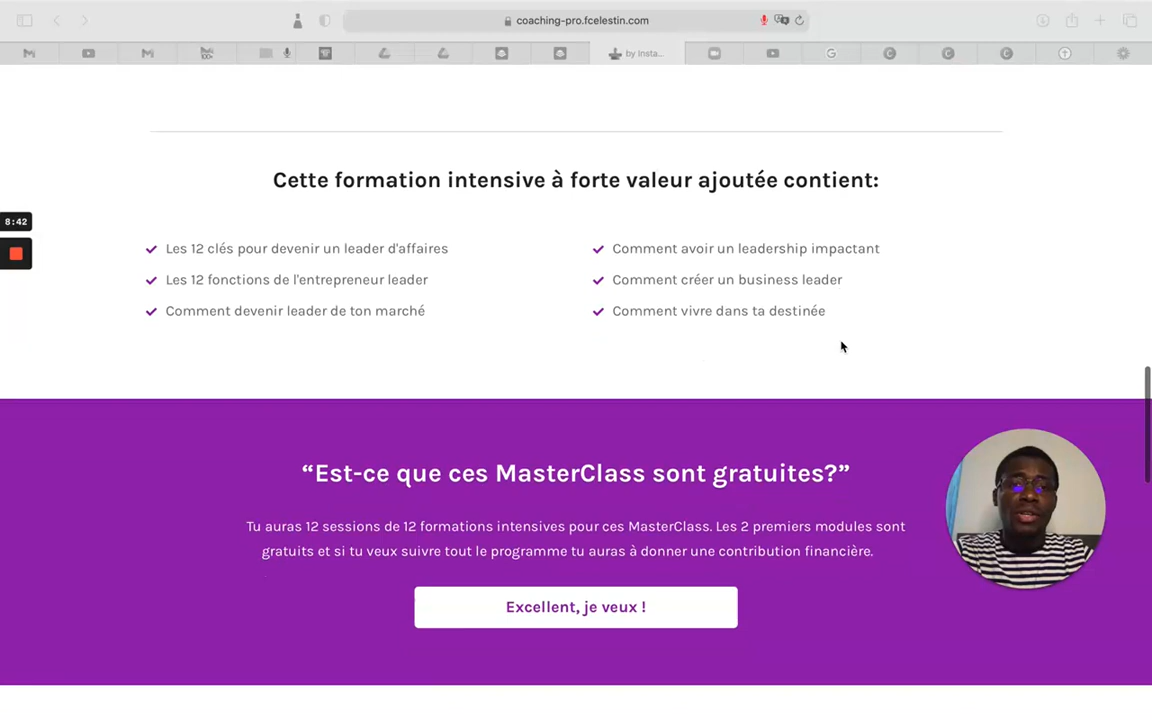 coaching-pro.fcelestin.com
by Insta...
8:42
Cette formation intensive à forte valeur ajoutée contient:
Les 12 clés pour devenir un leader d'affaires
Comment avoir un leadership impactant
Les 12 fonctions de l'entrepreneur leader
Comment créer un business leader
Comment devenir leader de ton marché
Comment vivre dans ta destinée
“Est-ce que ces MasterClass sont gratuites?”
Tu auras 12 sessions de 12 formations intensives pour ces MasterClass. Les 2 premiers modules sont
gratuits et si tu veux suivre tout le programme tu auras à donner une contribution financière.
Excellent, je veux !